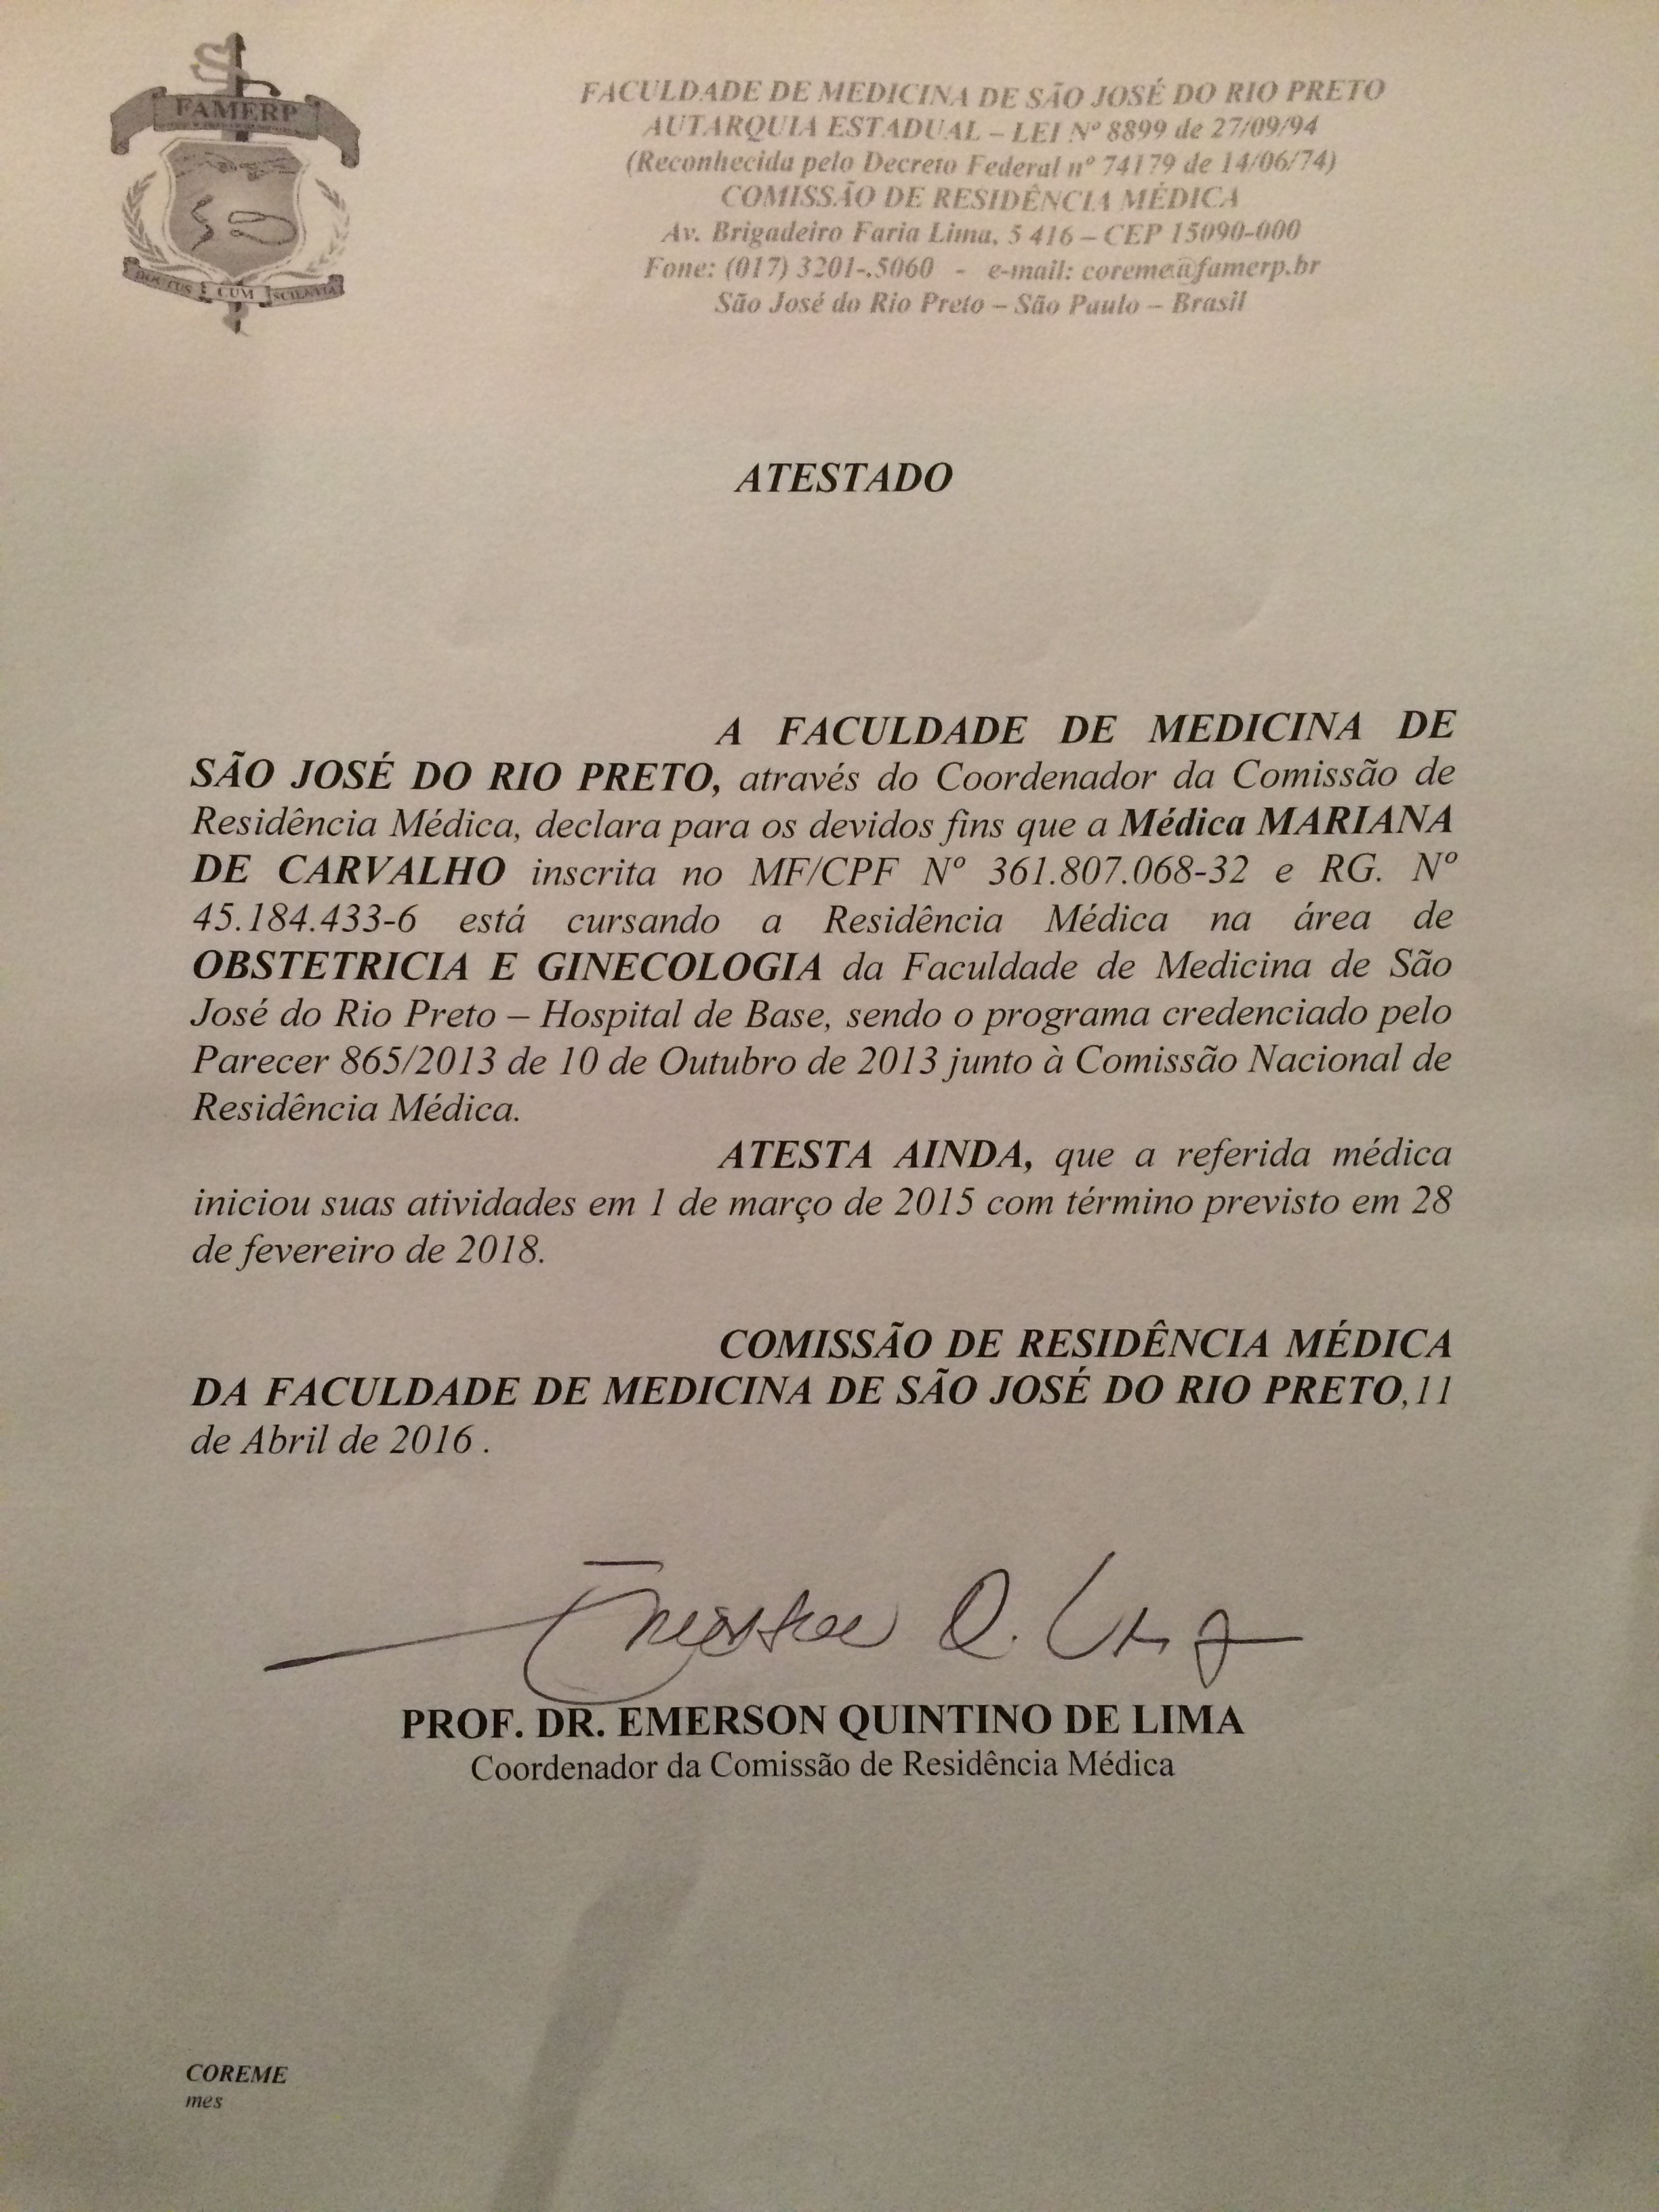 FAMERP
DOCTUS E CUM SCIENTIA
FACULDADE DE MEDICINA DE SÃO JOSÉ DO RIO PRETO
AUTARQUIA ESTADUAL – LEI Nº 8899 de 27/09/94
(Reconhecida pelo Decreto Federal nº 74179 de 14/06/74)
COMISSÃO DE RESIDÊNCIA MÉDICA
Av. Brigadeiro Faria Lima, 5 416 – CEP 15090-000
Fone: (017) 3201-.5060 - e-mail: coreme@famerp.br
São José do Rio Preto – São Paulo – Brasil
ATESTADO
A FACULDADE DE MEDICINA DE
SÃO JOSÉ DO RIO PRETO, através do Coordenador da Comissão de
Residência Médica, declara para os devidos fins que a Médica MARIANA
DE CARVALHO inscrita no MF/CPF Nº 361.807.068-32 e RG. Nº
45.184.433-6 está cursando a Residência Médica na área de
OBSTETRICIA E GINECOLOGIA da Faculdade de Medicina de São
José do Rio Preto – Hospital de Base, sendo o programa credenciado pelo
Parecer 865/2013 de 10 de Outubro de 2013 junto à Comissão Nacional de
Residência Médica.
ATESTA AINDA, que a referida médica
iniciou suas atividades em 1 de março de 2015 com término previsto em 28
de fevereiro de 2018.
COMISSÃO DE RESIDÊNCIA MÉDICA
DA FACULDADE DE MEDICINA DE SÃO JOSÉ DO RIO PRETO,11
de Abril de 2016 .
PROF. DR. EMERSON QUINTINO DE LIMA
Coordenador da Comissão de Residência Médica
COREME
mes